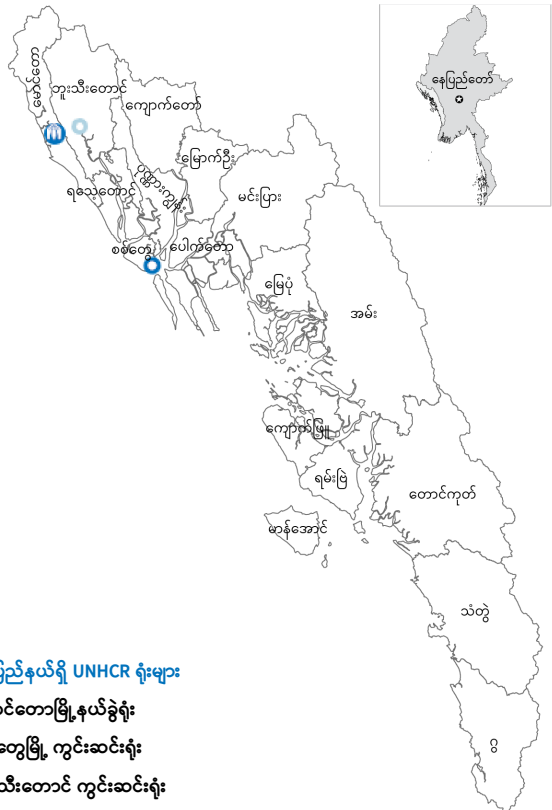 မောင်တော
ဘူးသီးတောင်
ကျောက်တော်
မြောက်ဦး
ပုဏ္ဏားကျွန်း
မင်းပြား
ရသေ့တောင်
စစ်တွေ
ပေါက်တော
မြေပုံ
အမ်း
ကျောက်ဖြူ
ရမ်းဗြဲ
တောင်ကုတ်
မာန်အောင်
သံတွဲ
ဂွ
နေပြည်တော်
ပြည်နယ်ရှိ UNHCR ရုံးများ
င်တောမြို့နယ်ခွဲရုံး
တွေမြို့ ကွင်းဆင်းရုံး
သီးတောင် ကွင်းဆင်းရုံး